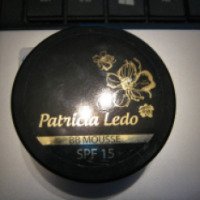 Patricia Ledo
BB MOUSSE
SPF 15